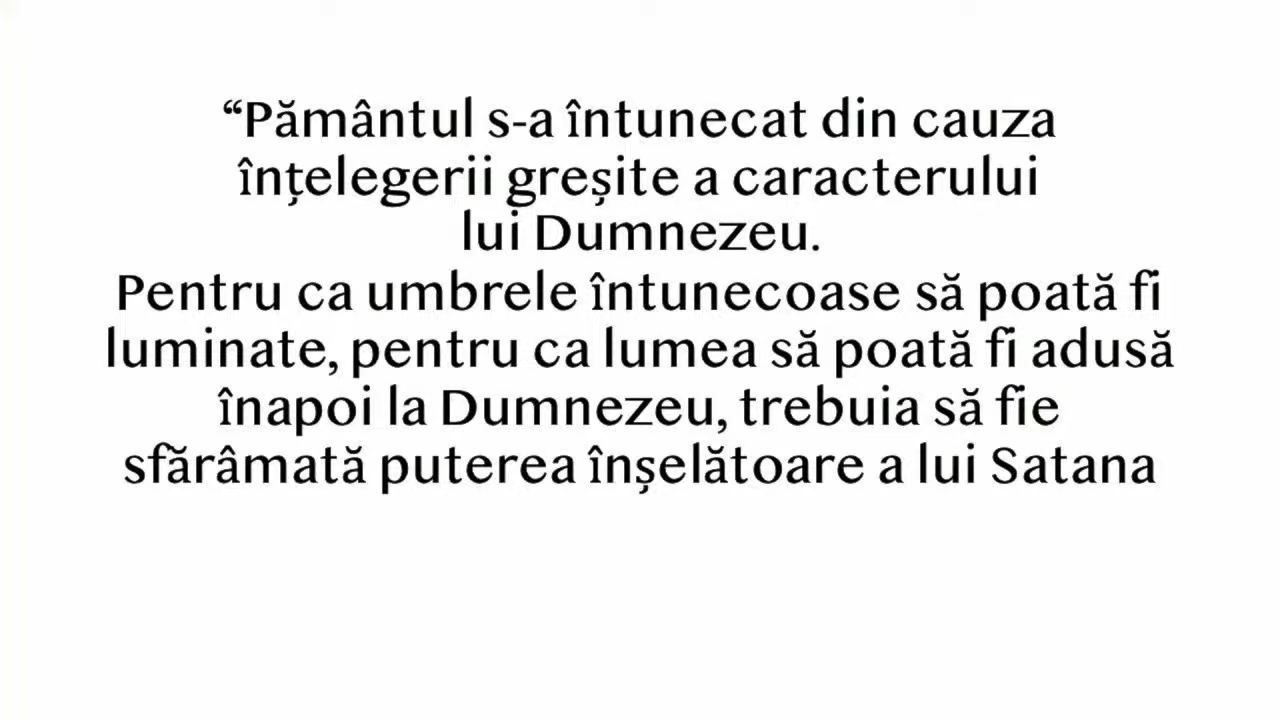 “Pământul s-a întunecat din cauza
înțelegerii greșite a caracterului
lui Dumnezeu.
Pentru ca umbrele întunecoase să poată fi
luminate, pentru ca lumea să poată fi adusă
înapoi la Dumnezeu, trebuia să fie
sfărâmată puterea înșelătoare a lui Satana